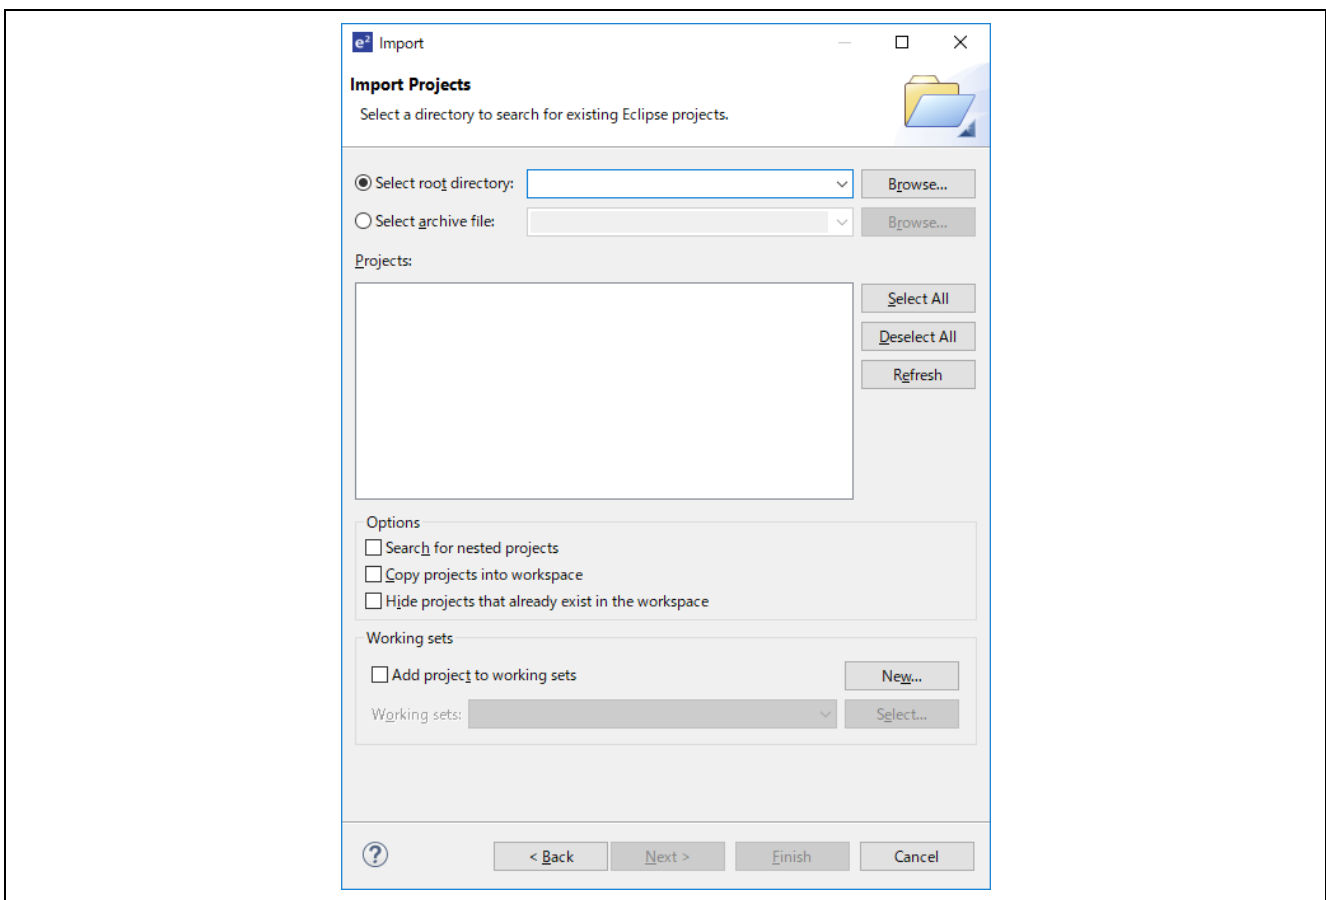 e² Import
Import Projects
Select a directory to search for existing Eclipse projects.
Select root directory: Browse...
Select archive file: Browse...
Projects:
Select All
Deselect All
Refresh
Options
Search for nested projects
Copy projects into workspace
Hide projects that already exist in the workspace
Working sets
Add project to working sets New...
Working sets: Select...
? < Back Next > Finish Cancel